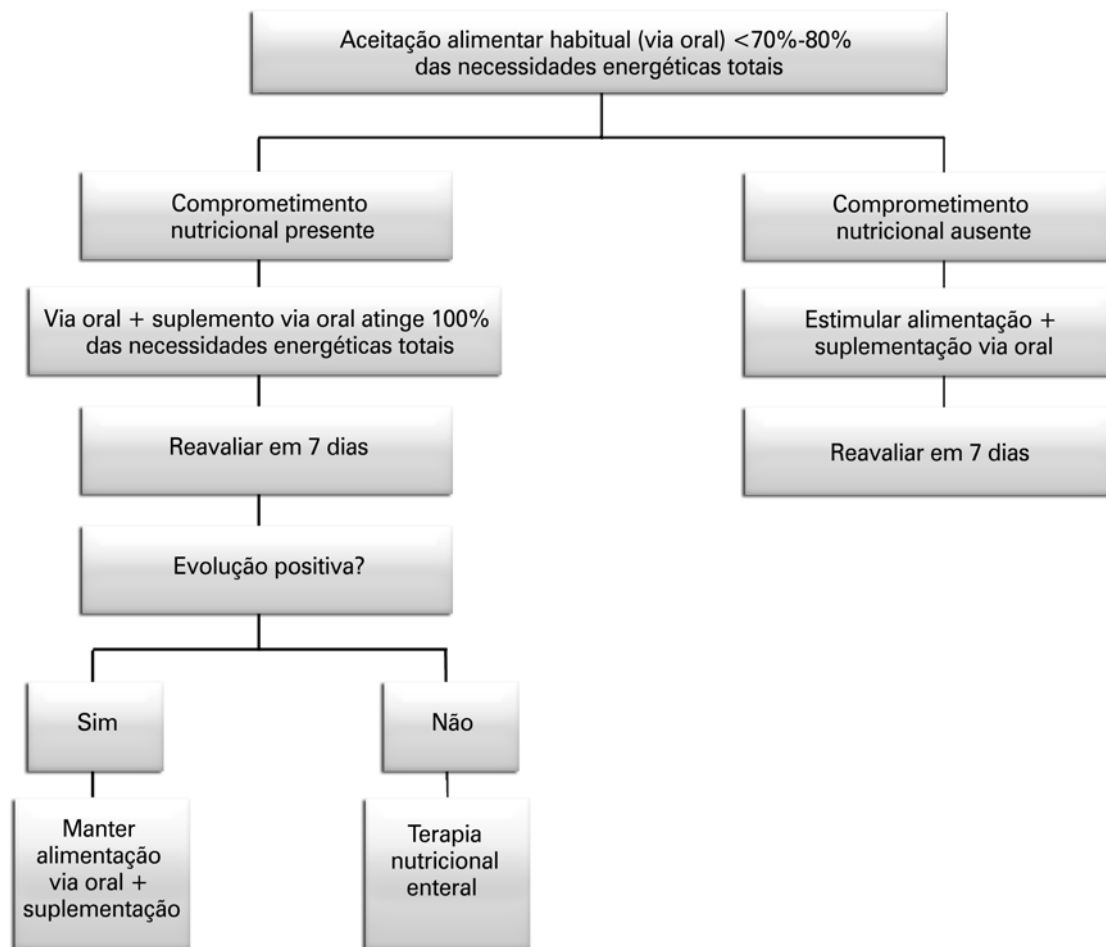 Aceitação alimentar habitual (via oral) <70%-80%
das necessidades energéticas totais
Comprometimento
nutricional presente
Comprometimento
nutricional ausente
Via oral + suplemento via oral atinge 100%
das necessidades energéticas totais
Estimular alimentação +
suplementação via oral
Reavaliar em 7 dias
Reavaliar em 7 dias
Evolução positiva?
Sim
Não
Manter
alimentação
via oral +
suplementação
Terapia
nutricional
enteral